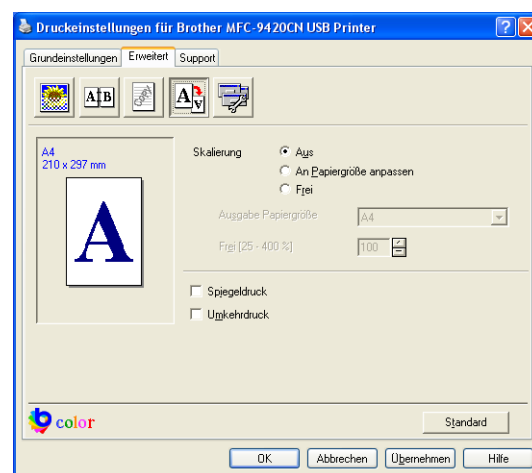 Druckeinstellungen für Brother MFC-9420CN USB Printer
Grundeinstellungen Erweitert Support
A B
Copy
A A
A4
210 x 297 mm
A
Skalierung Aus
An Papiergröße anpassen
Frei
Ausgabe Papiergröße A4
Frei [25 - 400 %] 100
Spiegeldruck
Umkehrdruck
color
Standard
OK Abbrechen Übernehmen Hilfe